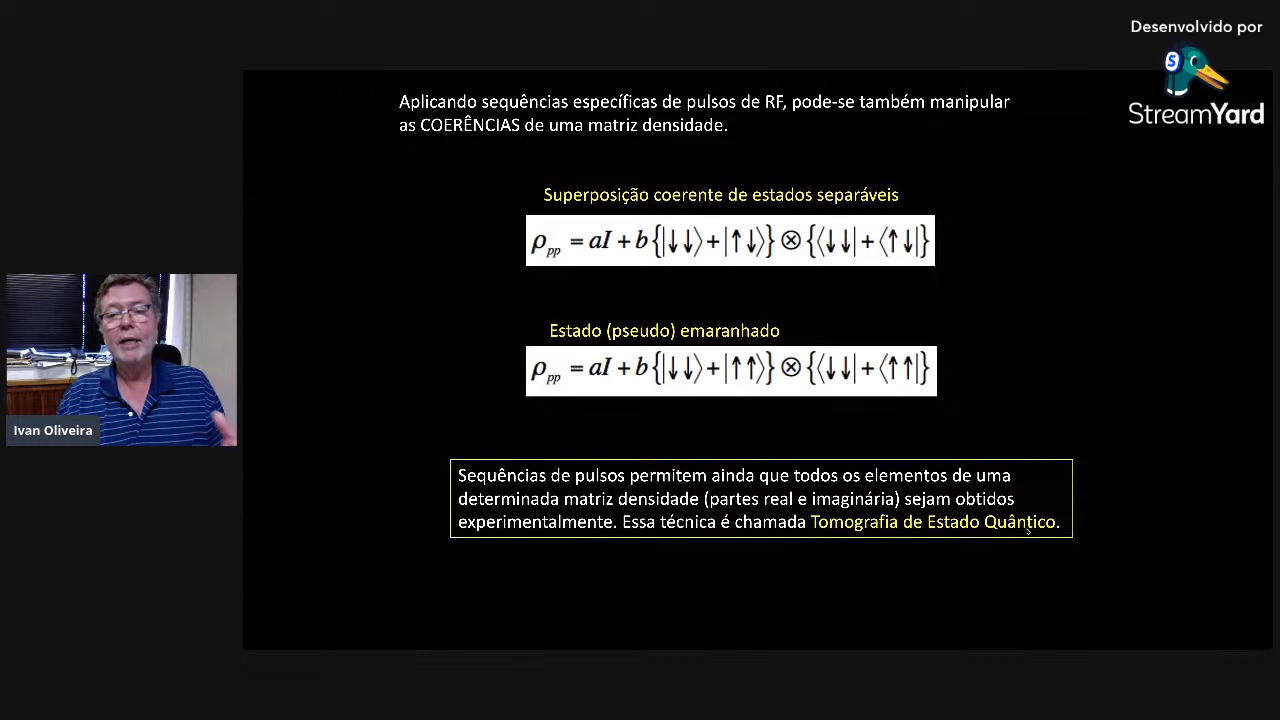 Desenvolvido por
StreamYard
Aplicando sequências específicas de pulsos de RF, pode-se também manipular
as COERÊNCIAS de uma matriz densidade.
Superposição coerente de estados separáveis
ρpp = aI + b{|↓↓⟩+|↑↓⟩}⊗{⟨↓↓|+⟨↑↓|}
Estado (pseudo) emaranhado
ρpp = aI + b{|↓↓⟩+|↑↑⟩}⊗{⟨↓↓|+⟨↑↑|}
Sequências de pulsos permitem ainda que todos os elementos de uma
determinada matriz densidade (partes real e imaginária) sejam obtidos
experimentalmente. Essa técnica é chamada Tomografia de Estado Quântico.
Ivan Oliveira